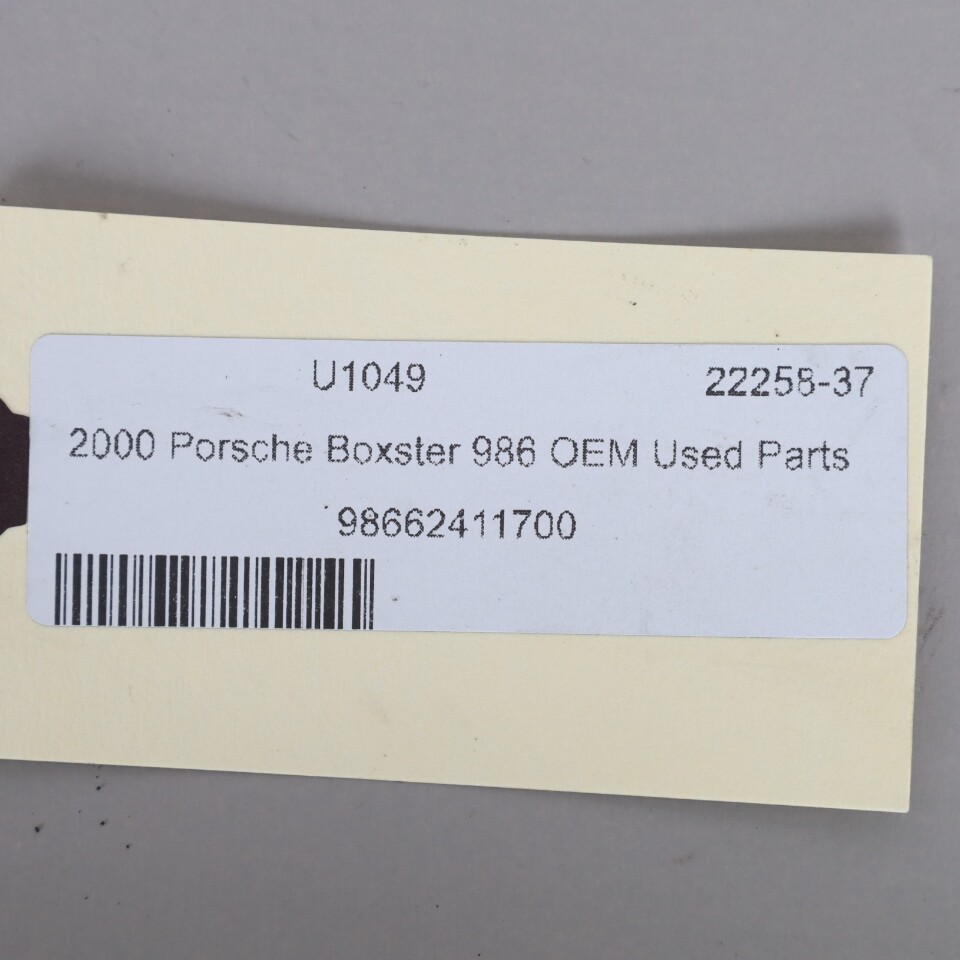 U1049 22258-37
2000 Porsche Boxster 986 OEM Used Parts
98662411700